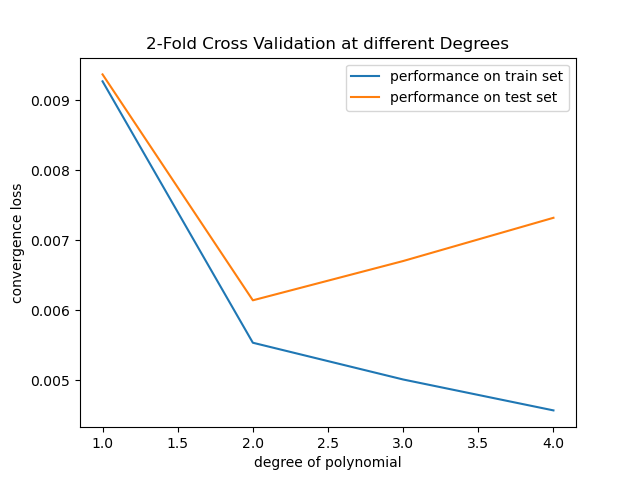 2-Fold Cross Validation at different Degrees
performance on train set
performance on test set
convergence loss
0.009
0.008
0.007
0.006
0.005
1.0 1.5 2.0 2.5 3.0 3.5 4.0
degree of polynomial